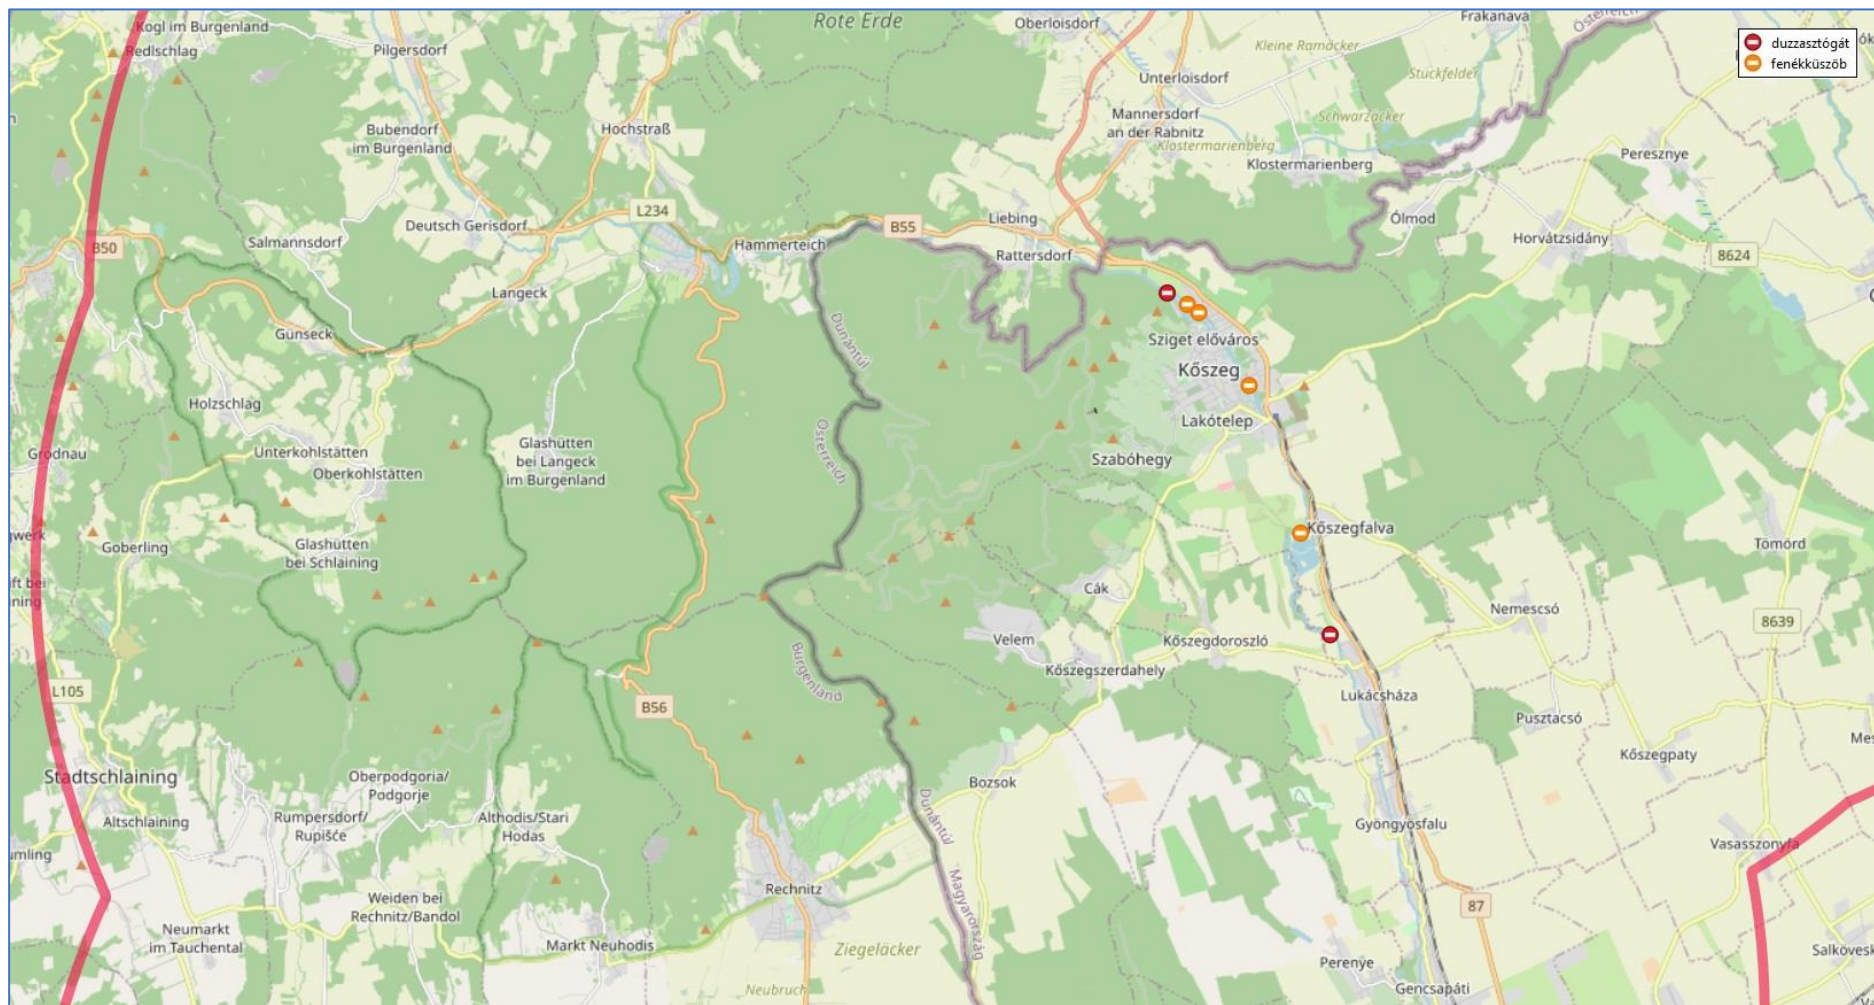 Kogl im Burgenland
Redlschlag
Pilgersdorf
Rote Erde
Oberloisdorf
Frakanava
Österreich
duzzasztógát
fenékküszöb
Kleine Ramäcker
Stuckfelder
Unterloisdorf
Bubendorf
im Burgenland
Hochstraß
Mannersdorf
an der Rabnitz
Schwarzäcker
Klostermarienberg
Klostermarienberg
Peresznye
L234
Deutsch Gerisdorf
Salmannsdorf
B50
Hammerteich
B55
Liebing
Rattersdorf
Ólmod
Horvátzsidány
8624
Langeck
Günseck
Dunántúl
Sziget előváros
Kőszeg
Holzschlag
Lakótelep
Österreich
Grodnau
Unterkohlstätten
Oberkohlstätten
Glashütten
bei Langeck
im Burgenland
Szabóhegy
Goberling
Glashütten
bei Schlaining
Kőszegfalva
Tömörd
Cák
Nemescsó
8639
Velem
Kőszegdoroszló
Kőszegszerdahely
Burgenland
L105
B56
Lukácsháza
Pusztacsó
Kőszegpaty
Stadtschlaining
Oberpodgoria/
Podgorje
Bozsok
Altschlaining
Rumpersdorf/
Rupišće
Althodis/Stari
Hodas
Dunántúl
Gyöngyösfalu
Vasasszonyfa
Rechnitz
Weiden bei
Rechnitz/Bandol
Magyarország
87
Neumarkt
im Tauchental
Markt Neuhodis
Ziegeläcker
Perenye
Salkövesk
Neubruch
Gencsapáti